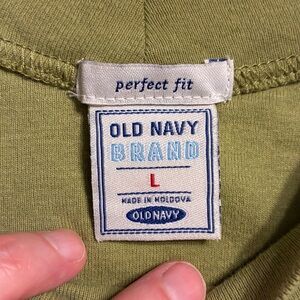 perfect fit
OLD NAVY
BRAND
L
MADE IN MOLDOVA
OLD NAVY